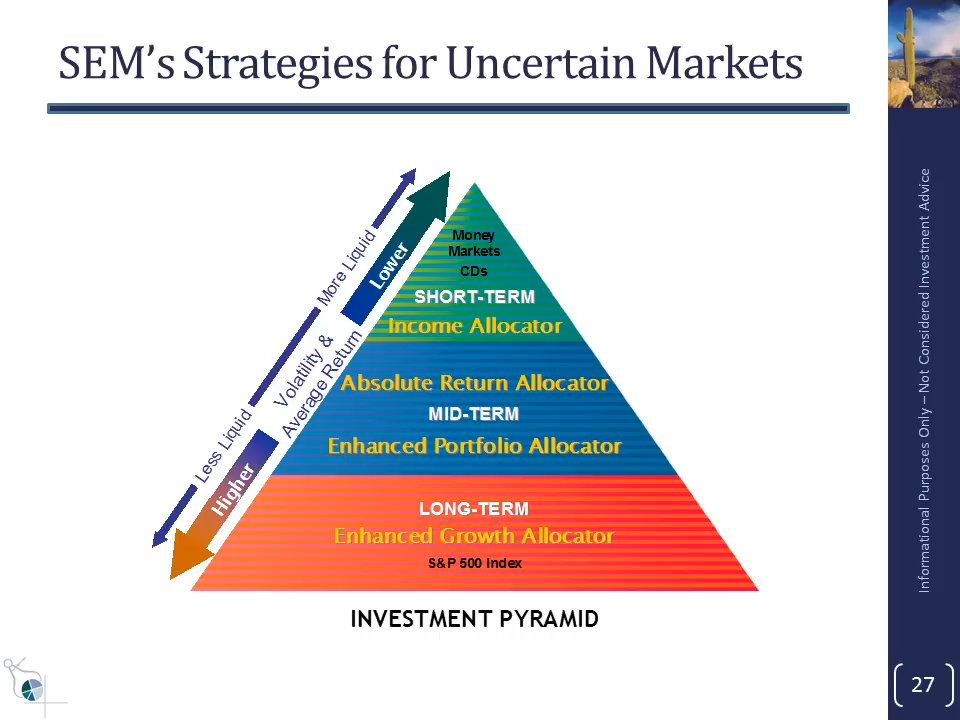 SEM's Strategies for Uncertain Markets
More Liquid
Lower
Volatility &
Average Return
Less Liquid
Higher
Money
Markets
CDs
SHORT-TERM
Income Allocator
Absolute Return Allocator
MID-TERM
Enhanced Portfolio Allocator
LONG-TERM
Enhanced Growth Allocator
S&P 500 Index
INVESTMENT PYRAMID
Informational Purposes Only – Not Considered Investment Advice
27